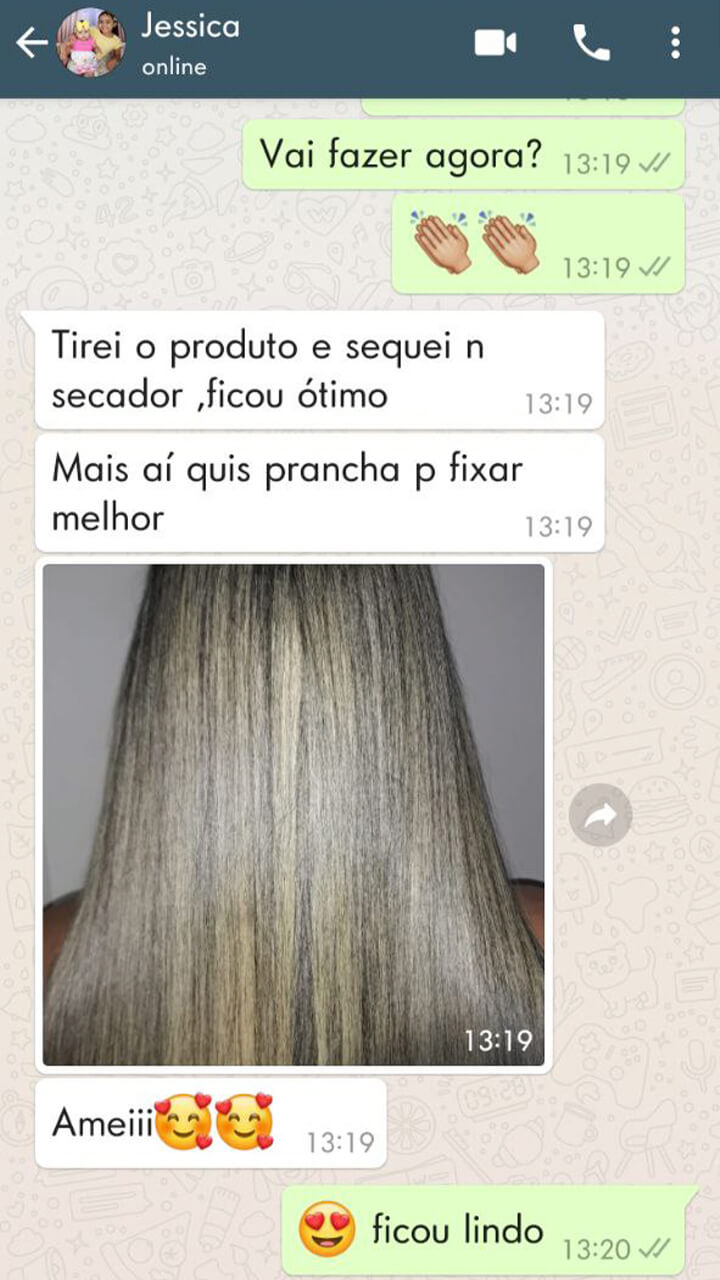 Jessica
online
Vai fazer agora? 13:19
👏👏 13:19
Tirei o produto e sequei n
secador ,ficou ótimo 13:19
Mais aí quis prancha p fixar
melhor 13:19
13:19
Ameiii🥰🥰 13:19
😍 ficou lindo 13:20